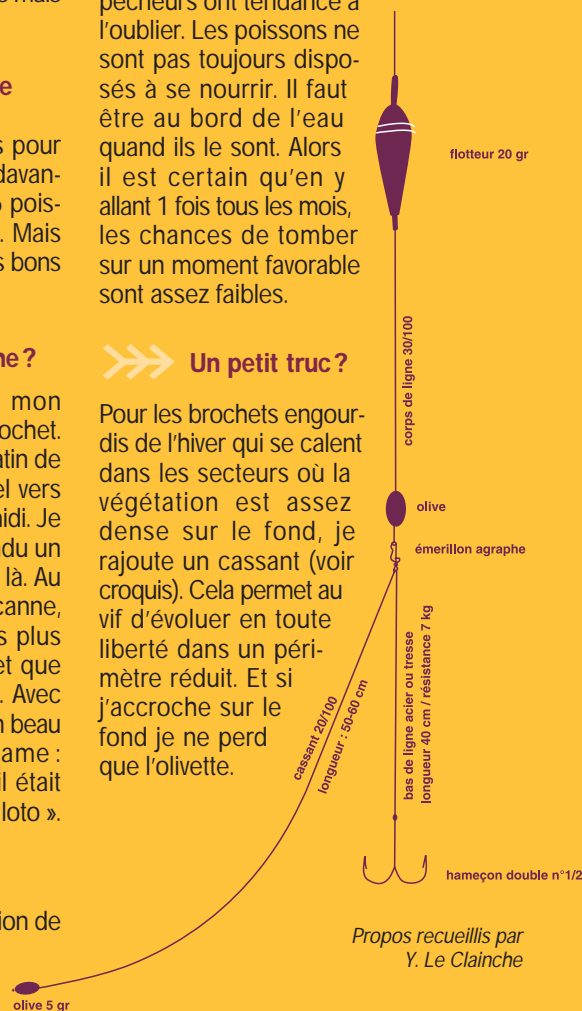 s mais
e
s pour
davan-
pois-
. Mais
s bons
ne ?
mon
ochet.
atin de
el vers
midi. Je
ndu un
là. Au
canne,
s plus
et que
. Avec
n beau
ame :
il était
loto ».
ion de
pêcheurs ont tendance à
l'oublier. Les poissons ne
sont pas toujours dispo-
sés à se nourrir. Il faut
être au bord de l'eau
quand ils le sont. Alors
il est certain qu'en y
allant 1 fois tous les mois,
les chances de tomber
sur un moment favorable
sont assez faibles.
Un petit truc ?
Pour les brochets engour-
dis de l'hiver qui se calent
dans les secteurs où la
végétation est assez
dense sur le fond, je
rajoute un cassant (voir
croquis). Cela permet au
vif d'évoluer en toute
liberté dans un péri-
mètre réduit. Et si
j'accroche sur le
fond je ne perd
que l'olivette.
flotteur 20 gr
corps de ligne 30/100
olive
émerillon agraphe
cassant 20/100
longueur : 50-60 cm
bas de ligne acier ou tresse
longueur 40 cm / résistance 7 kg
hameçon double n°1/2
olive 5 gr
Propos recueillis par
Y. Le Clainche